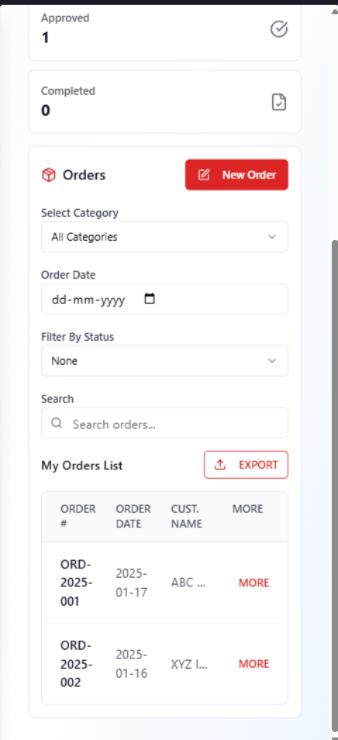 Approved
1
Completed
0
Orders
New Order
Select Category
All Categories
Order Date
dd-mm-yyyy
Filter By Status
None
Search
Search orders...
My Orders List
EXPORT
ORDER # ORDER DATE CUST. NAME MORE
ORD-2025-001 2025-01-17 ABC ... MORE
ORD-2025-002 2025-01-16 XYZ I... MORE